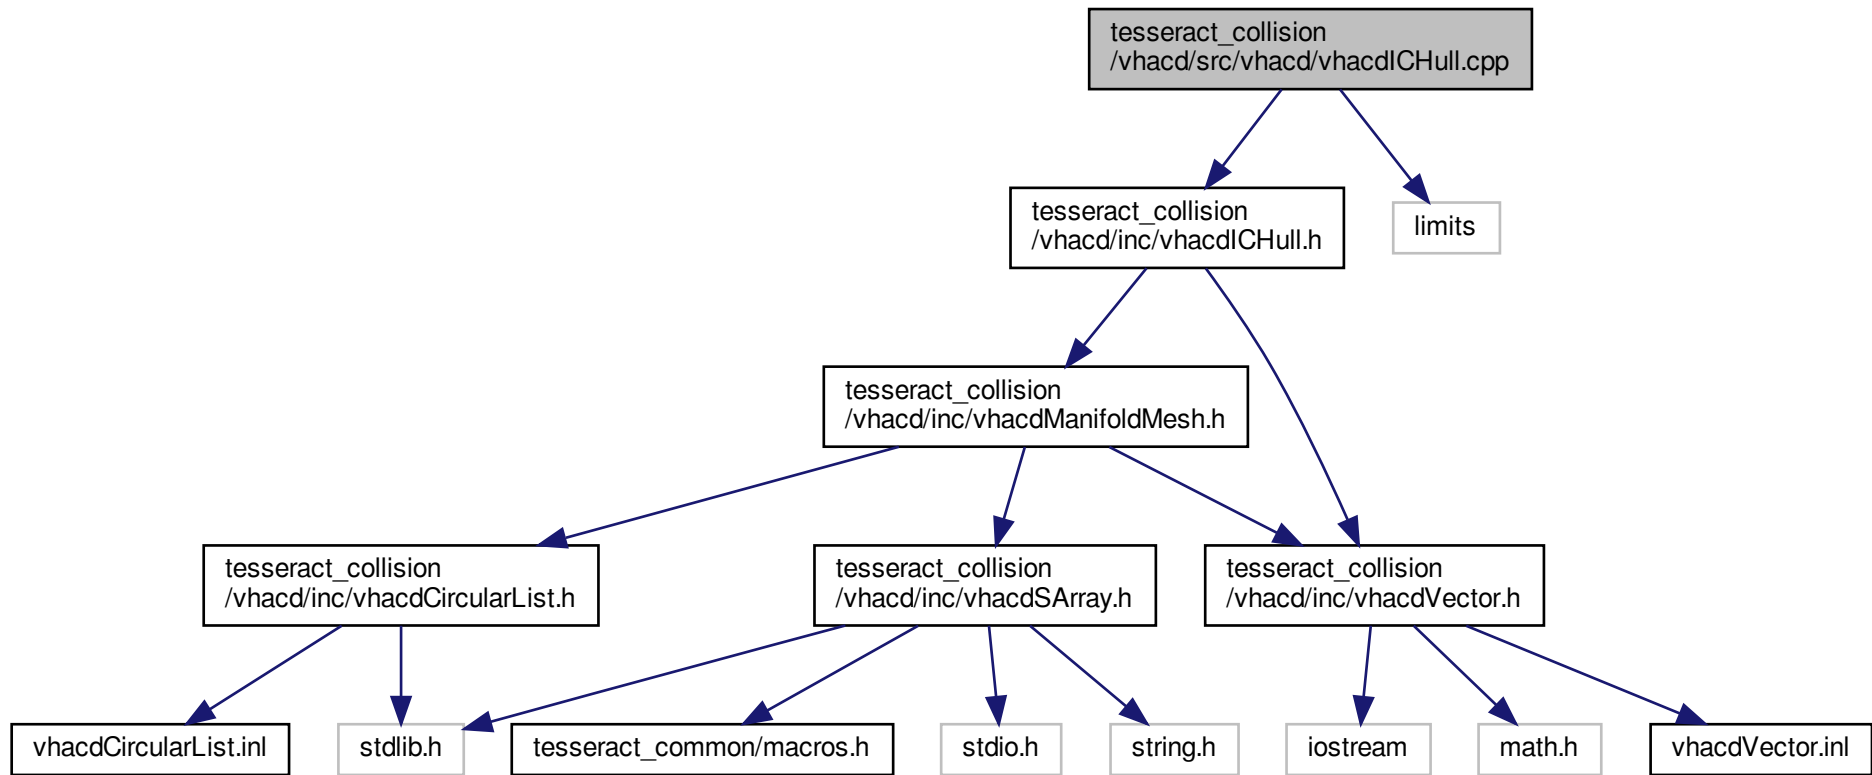 tesseract_collision
/vhacd/src/vhacd/vhacdICHull.cpp
tesseract_collision
/vhacd/inc/vhacdICHull.h
limits
tesseract_collision
/vhacd/inc/vhacdManifoldMesh.h
tesseract_collision
/vhacd/inc/vhacdCircularList.h
tesseract_collision
/vhacd/inc/vhacdSArray.h
tesseract_collision
/vhacd/inc/vhacdVector.h
vhacdCircularList.inl
stdlib.h
tesseract_common/macros.h
stdio.h
string.h
iostream
math.h
vhacdVector.inl